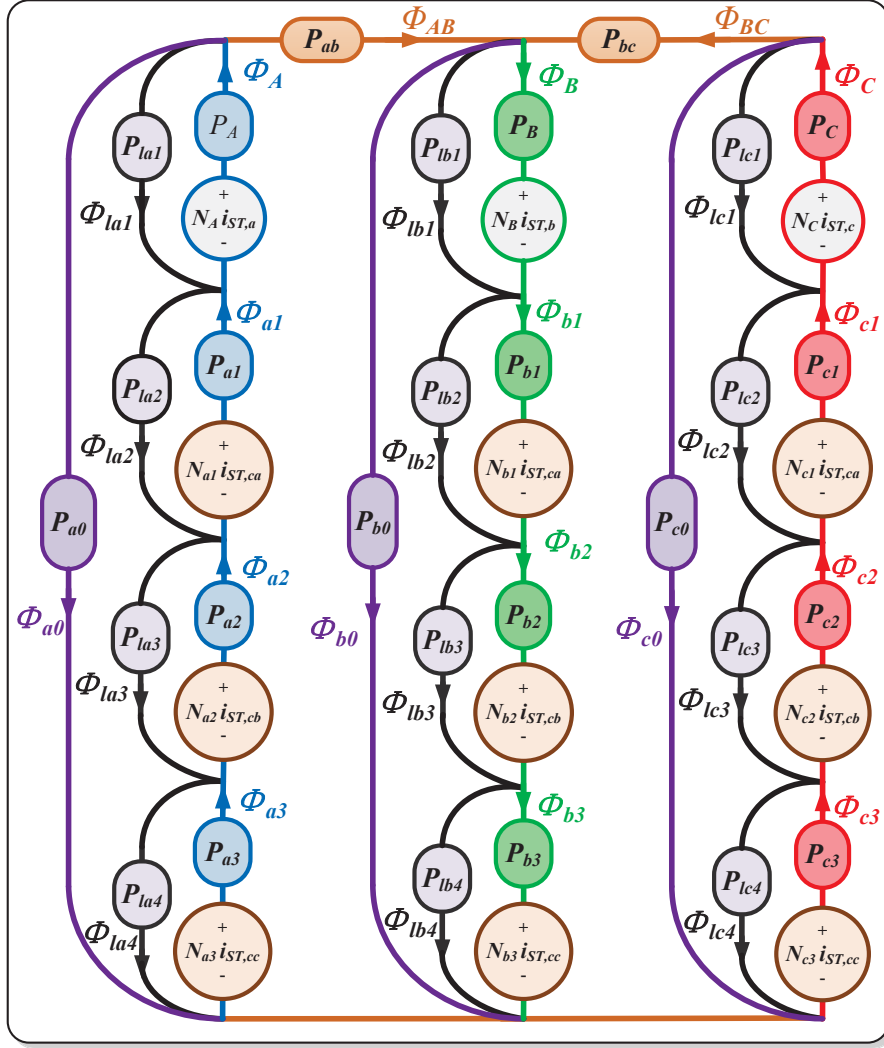 P_ab Φ_AB P_bc Φ_BC
Φ_A Φ_B Φ_C
P_la1 P_A P_lb1 P_B P_lc1 P_C
+ + +
Φ_la1 N_A i_ST,a Φ_lb1 N_B i_ST,b Φ_lc1 N_C i_ST,c
- - -
Φ_a1 Φ_b1 Φ_c1
P_la2 P_a1 P_lb2 P_b1 P_lc2 P_c1
+ + +
Φ_la2 N_a1 i_ST,ca Φ_lb2 N_b1 i_ST,ca Φ_lc2 N_c1 i_ST,ca
- - -
P_a0 P_b0 P_c0
Φ_a2 Φ_b2 Φ_c2
Φ_a0 P_la3 P_a2 Φ_b0 P_lb3 P_b2 Φ_c0 P_lc3 P_c2
+ + +
Φ_la3 N_a2 i_ST,cb Φ_lb3 N_b2 i_ST,cb Φ_lc3 N_c2 i_ST,cb
- - -
Φ_a3 Φ_b3 Φ_c3
P_la4 P_a3 P_lb4 P_b3 P_lc4 P_c3
+ + +
Φ_la4 N_a3 i_ST,cc Φ_lb4 N_b3 i_ST,cc Φ_lc4 N_c3 i_ST,cc
- - -